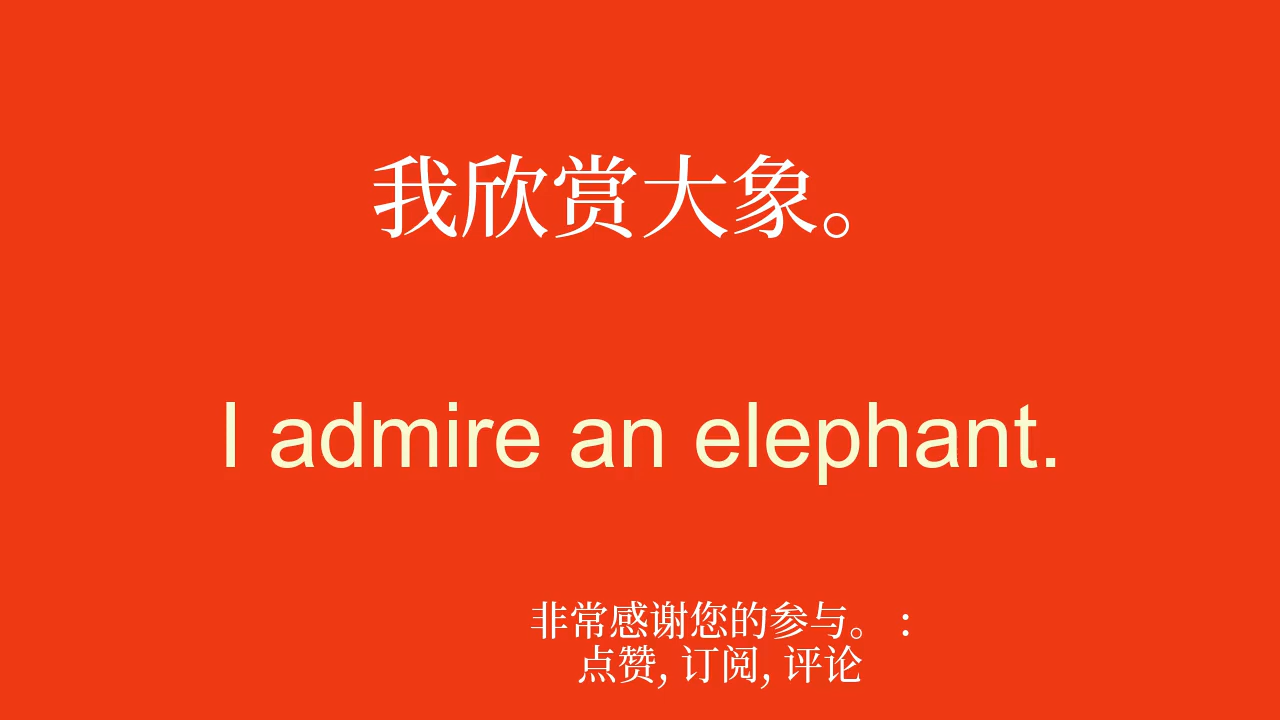 我欣赏大象。
I admire an elephant.
非常感谢您的参与。 :
点赞, 订阅, 评论